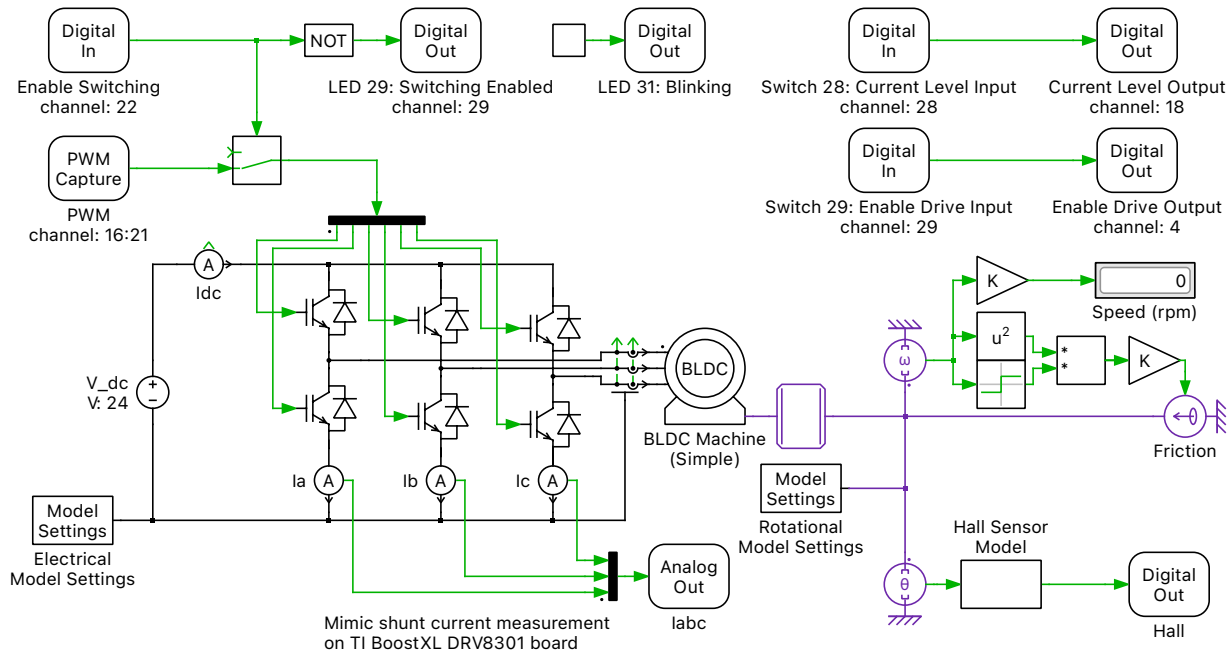 Digital
In
Enable Switching
channel: 22
NOT
Digital
Out
LED 29: Switching Enabled
channel: 29
Digital
Out
LED 31: Blinking
Digital
In
Switch 28: Current Level Input
channel: 28
Digital
Out
Current Level Output
channel: 18
PWM
Capture
PWM
channel: 16:21
Digital
In
Switch 29: Enable Drive Input
channel: 29
Digital
Out
Enable Drive Output
channel: 4
A
Idc
V_dc
V: 24
K
0
Speed (rpm)
u²
*
*
K
ω
BLDC
BLDC Machine
(Simple)
Friction
Ia
A
Ib
A
Ic
A
Model
Settings
Electrical
Model Settings
Model
Settings
Rotational
Model Settings
Hall Sensor
Model
θ
Digital
Out
Hall
Analog
Out
Iabc
Mimic shunt current measurement
on TI BoostXL DRV8301 board